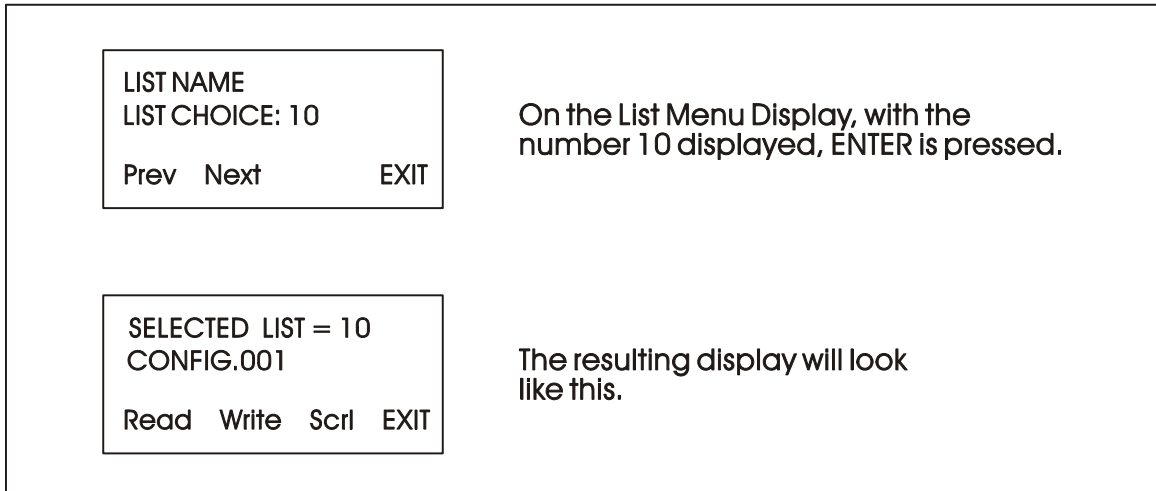 LIST NAME
LIST CHOICE: 10
Prev Next EXIT
On the List Menu Display, with the
number 10 displayed, ENTER is pressed.
SELECTED LIST = 10
CONFIG.001
Read Write Scrl EXIT
The resulting display will look
like this.